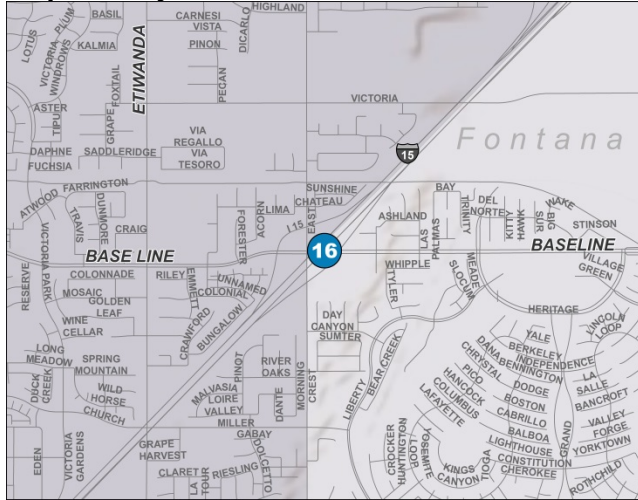 HIGHLAND
BASIL
PLUM
LOTUS
VICTORIA
WINDROWS
KALMIA
ETIWANDA
CARNESI
VISTA
PINON
DICARLO
PECAN
FOXTAIL
GRAPE
ASTER
TIPU
VICTORIA
15
Fontana
VIA
REGALLO
VIA
TESORO
DAPHNE
SADDLERIDGE
FUCHSIA
FARRINGTON
ATWOOD
TRAVIS
DUNMORE
CRAIG
VICTORIA PARK
FORESTER
ACORN
LIMA
SUNSHINE
CHATEAU
EAST
I 15
ASHLAND
LAS
PALMAS
BAY
TRINITY
DEL
NORTE
KITTY
HAWK
BIG
SUR
WAKE
STINSON
BASE LINE
16
BASELINE
VILLAGE
GREEN
RESERVE
COLONNADE
RILEY
EMMETT
UNNAMED
COLONIAL
CRAWFORD
BUNGALOW
MOSAIC
GOLDEN
LEAF
WINE
CELLAR
WHIPPLE
TYLER
SLOCUM
MEADE
HERITAGE
LINCOLN
LOOP
DAY
CANYON
SUMTER
BEAR CREEK
LIBERTY
LONG
MEADOW
SPRING
MOUNTAIN
DUCK
CREEK
WILD
HORSE
CHURCH
PINOT
RIVER
OAKS
MALVASIA
LOIRE
VALLEY
DANTE
MORNING
CREST
MILLER
GABAY
YALE
BERKELEY
INDEPENDENCE
BENNINGTON
DANA
CHRYSTAL
PICO
HANCOCK
COLUMBUS
LAFAYETTE
DODGE
BOSTON
CABRILLO
BALBOA
LIGHTHOUSE
CONSTITUTION
CHEROKEE
LA
SALLE
BANCROFT
VALLEY
FORGE
YORKTOWN
GRAND
ROTHCHILD
EDEN
VICTORIA
GARDENS
GRAPE
HARVEST
CLARET
LA
TOUR
RIESLING
DOLCETTO
CROCKER
HUNTINGTON
YOSEMITE
LOOP
KINGS
CANYON
TIOGA